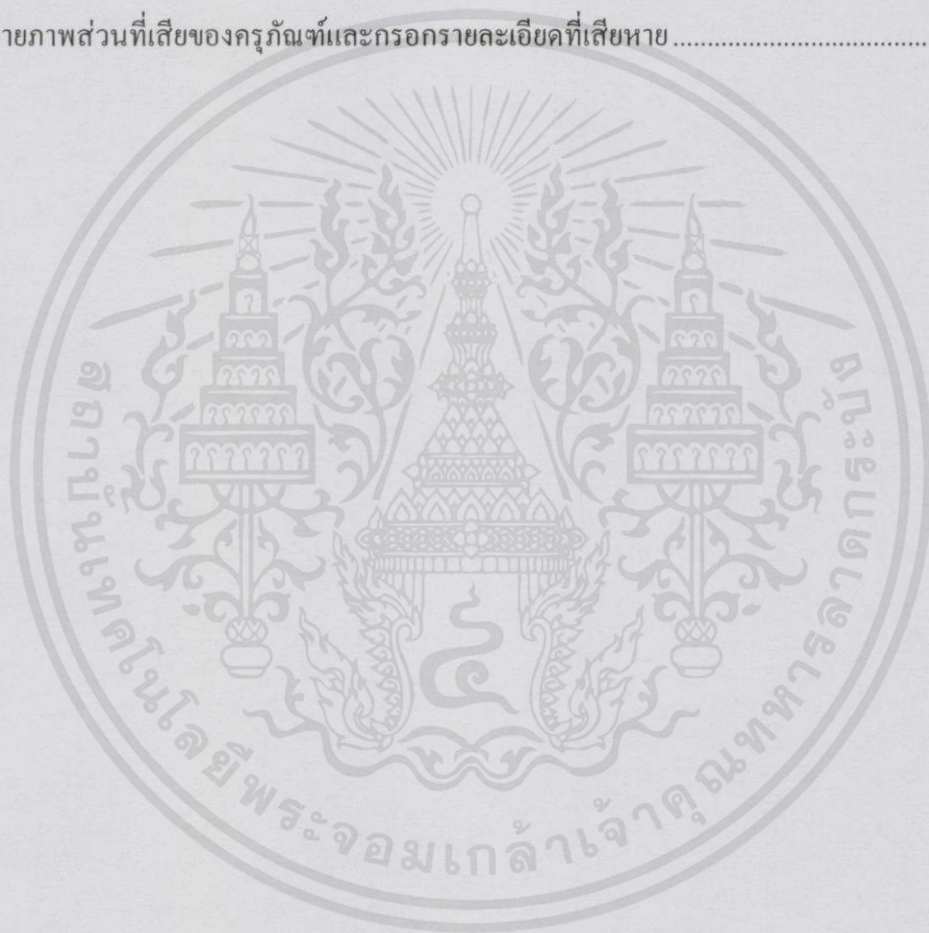 ายภาพส่วนที่เสียของครุภัณฑ์และกรอกรายละเอียดที่เสียหาย ....................................
สถาบันเทคโนโลยีพระจอมเกล้าเจ้าคุณทหารลาดกระบัง
๔